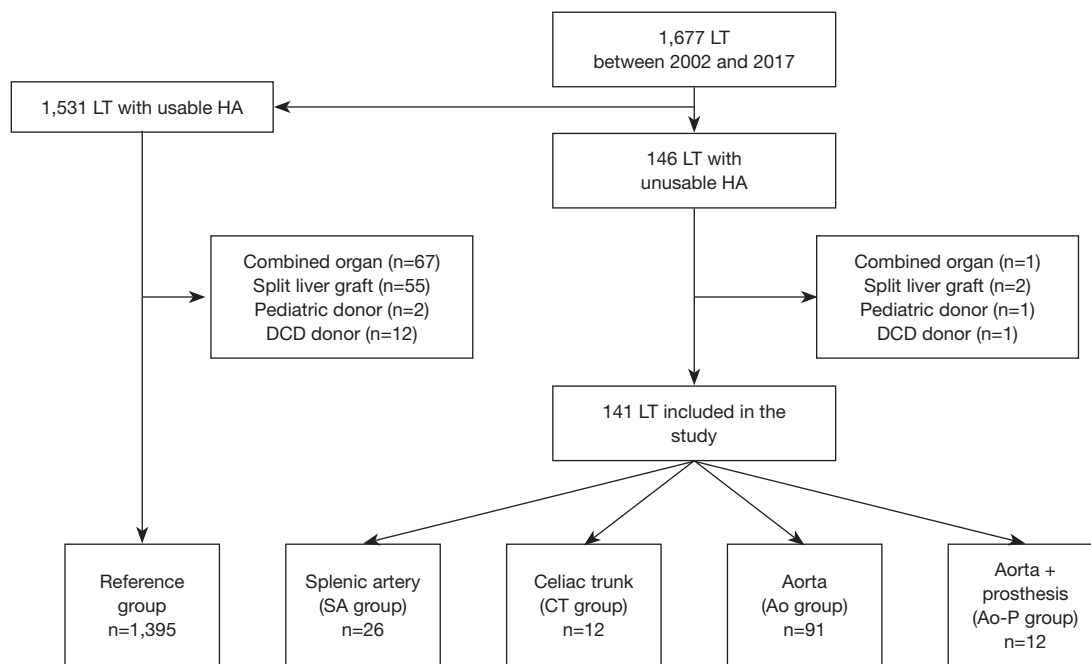 1,677 LT
between 2002 and 2017
1,531 LT with usable HA
146 LT with
unusable HA
Combined organ (n=67)
Split liver graft (n=55)
Pediatric donor (n=2)
DCD donor (n=12)
Combined organ (n=1)
Split liver graft (n=2)
Pediatric donor (n=1)
DCD donor (n=1)
141 LT included in the
study
Reference
group
n=1,395
Splenic artery
(SA group)
n=26
Celiac trunk
(CT group)
n=12
Aorta
(Ao group)
n=91
Aorta +
prosthesis
(Ao-P group)
n=12